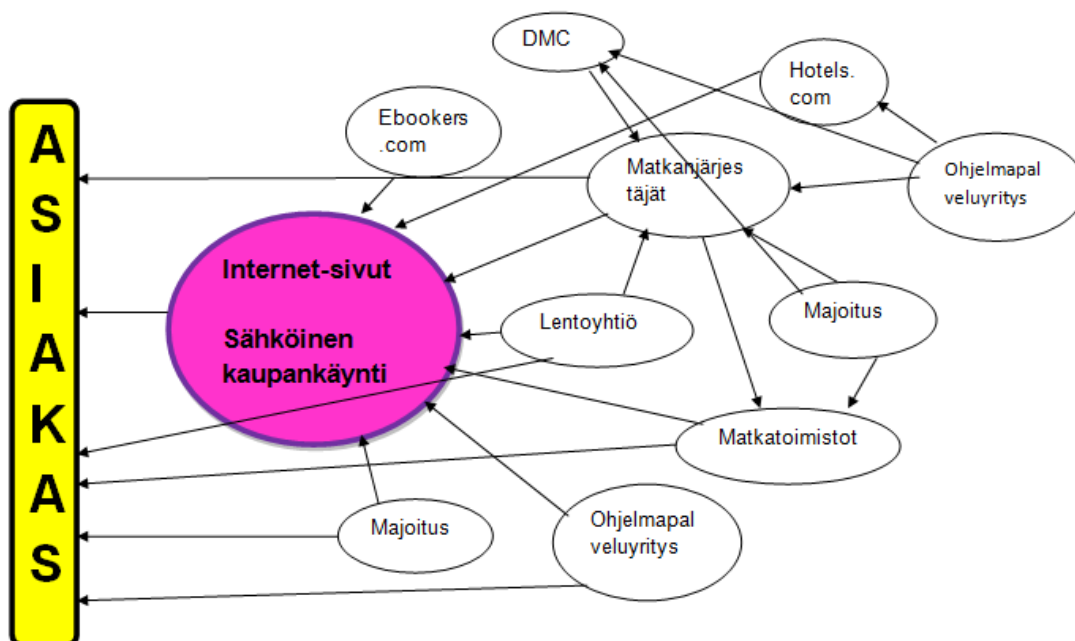 DMC
Hotels.
com
Ebookers
.com
Matkanjärjes
täjät
Ohjelmapal
veluyritys
ASIAKAS
Internet-sivut
Sähköinen
kaupankäynti
Lentoyhtiö
Majoitus
Matkatoimistot
Majoitus
Ohjelmapal
veluyritys